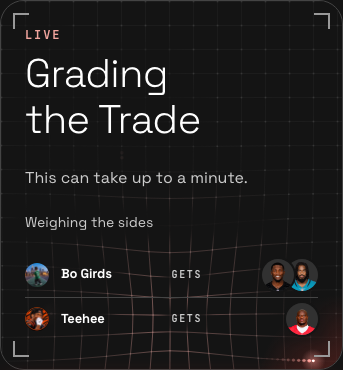 LIVE
Grading
the Trade
This can take up to a minute.
Weighing the sides
Bo Girds GETS
Teehee GETS